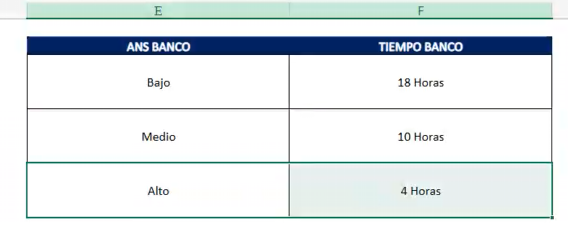 E F
ANS BANCO TIEMPO BANCO
Bajo 18 Horas
Medio 10 Horas
Alto 4 Horas